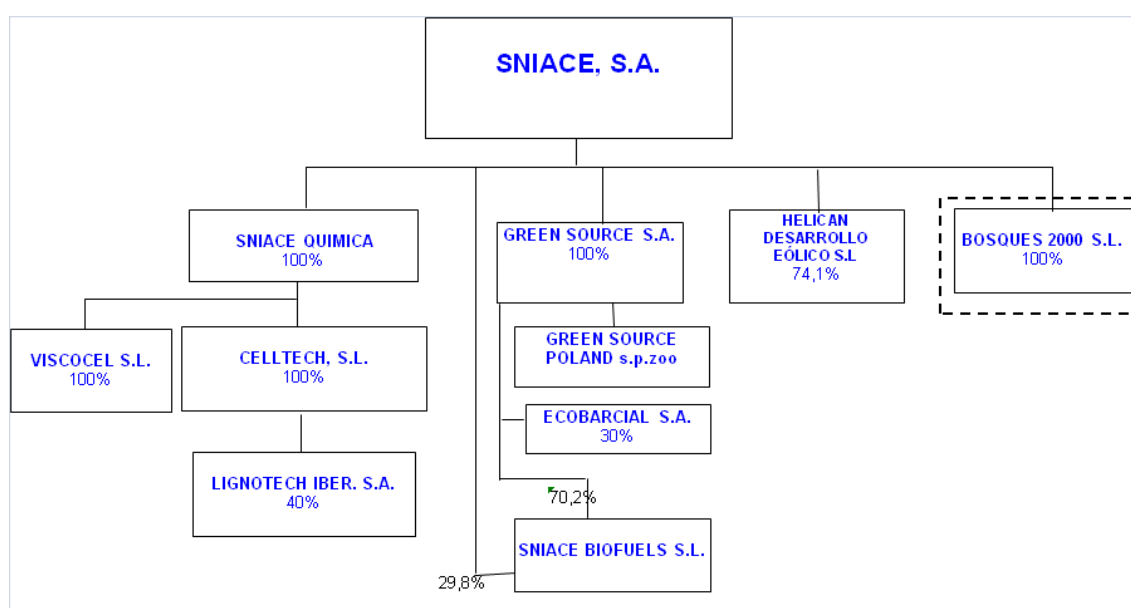 SNIACE, S.A.
SNIACE QUIMICA
100%
GREEN SOURCE S.A.
100%
HELICAN
DESARROLLO
EÓLICO S.L
74,1%
BOSQUES 2000 S.L.
100%
VISCOCEL S.L.
100%
CELLTECH, S.L.
100%
GREEN SOURCE
POLAND s.p.zoo
ECOBARCIAL S.A.
30%
LIGNOTECH IBER. S.A.
40%
70,2%
SNIACE BIOFUELS S.L.
29,8%